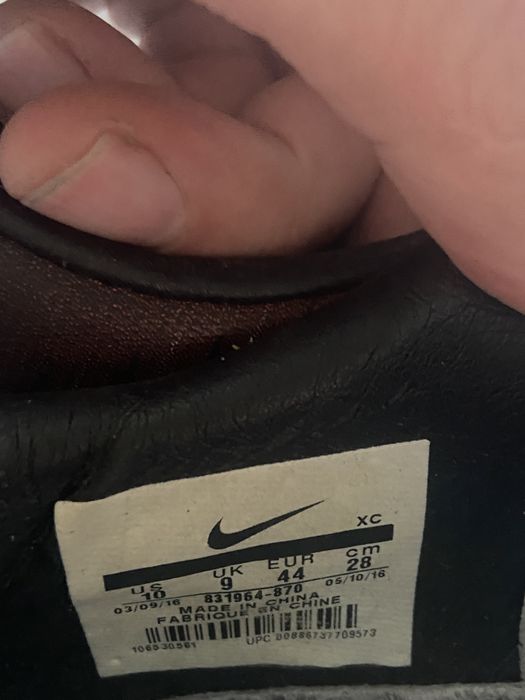 XC
US UK EUR cm
10 9 44 28
03/09/16 831964-870 05/10/16
MADE IN CHINA
FABRIQUE EN CHINE
UPC 00886737709573